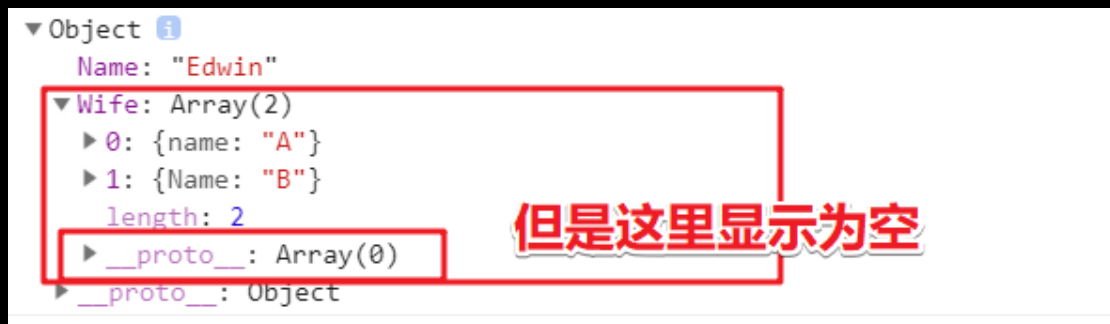 ▼Object i
Name: "Edwin"
▼Wife: Array(2)
▶0: {name: "A"}
▶1: {Name: "B"}
length: 2
但是这里显示为空
▶__proto__: Array(0)
▶__proto__: Object